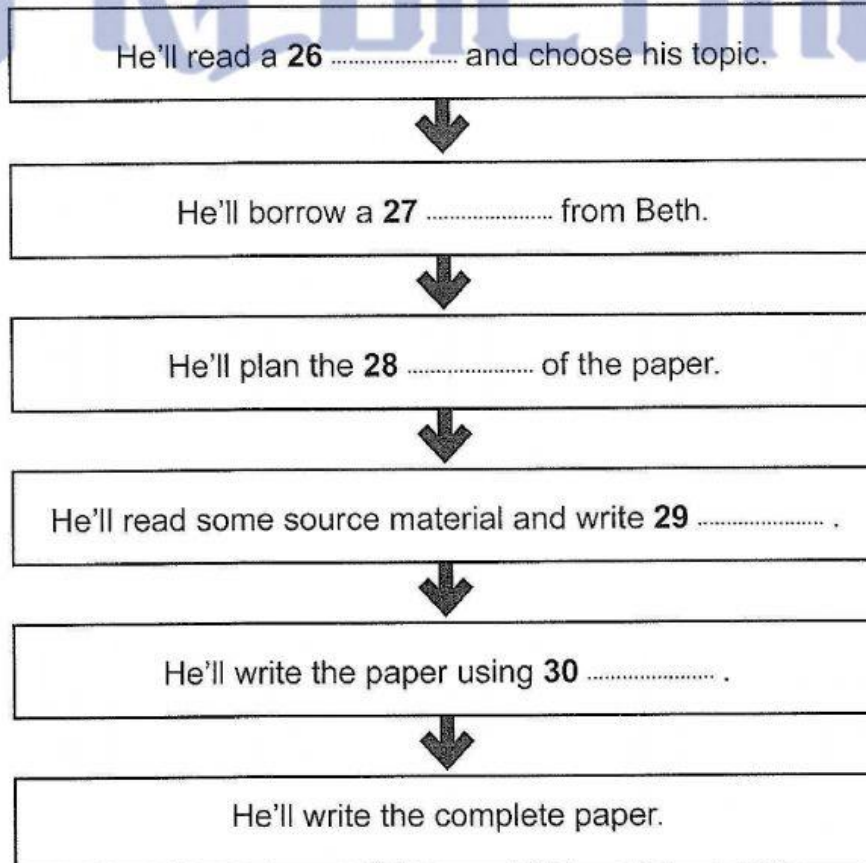 He'll read a 26 ..................... and choose his topic.
He'll borrow a 27 ..................... from Beth.
He'll plan the 28 ..................... of the paper.
He'll read some source material and write 29 ..................... .
He'll write the paper using 30 ..................... .
He'll write the complete paper.